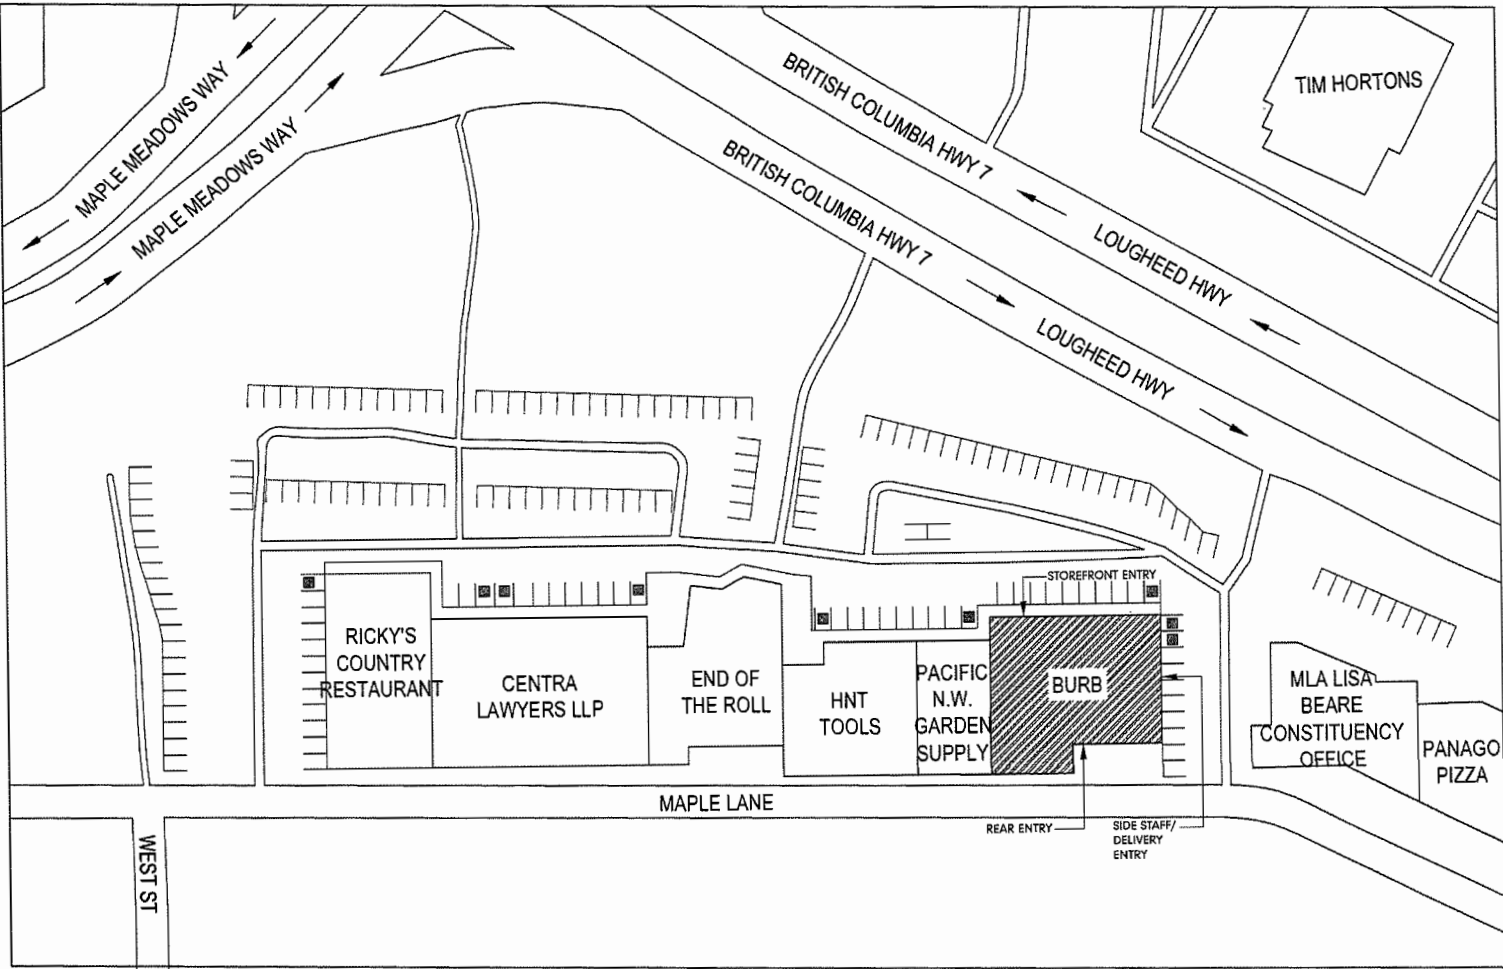 MAPLE MEADOWS WAY
MAPLE MEADOWS WAY
BRITISH COLUMBIA HWY 7
BRITISH COLUMBIA HWY 7
LOUGHEED HWY
LOUGHEED HWY
TIM HORTONS
STOREFRONT ENTRY
RICKY'S
COUNTRY
RESTAURANT
CENTRA
LAWYERS LLP
END OF
THE ROLL
HNT
TOOLS
PACIFIC
N.W.
GARDEN
SUPPLY
BURB
MLA LISA
BEARE
CONSTITUENCY
OFFICE
PANAGO
PIZZA
MAPLE LANE
REAR ENTRY
SIDE STAFF/
DELIVERY
ENTRY
WEST ST